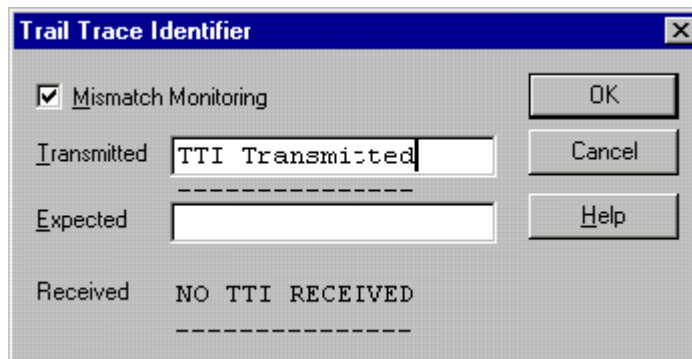 Trail Trace Identifier
Mismatch Monitoring
OK
Transmitted TTI Transmitted
Cancel
---------------
Expected
Help
Received NO TTI RECEIVED
---------------